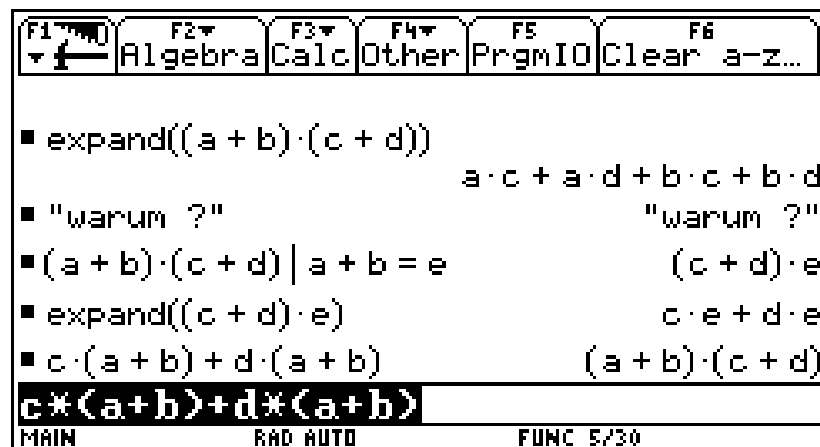 F1 F2 F3 F4 F5 F6
Algebra Calc Other PrgmIO Clear a-z…
■ expand((a + b)·(c + d))
a·c + a·d + b·c + b·d
■ "warum ?" "warum ?"
■ (a + b)·(c + d) | a + b = e (c + d)·e
■ expand((c + d)·e) c·e + d·e
■ c·(a + b) + d·(a + b) (a + b)·(c + d)
c*(a+b)+d*(a+b)
MAIN RAD AUTO FUNC 5/30